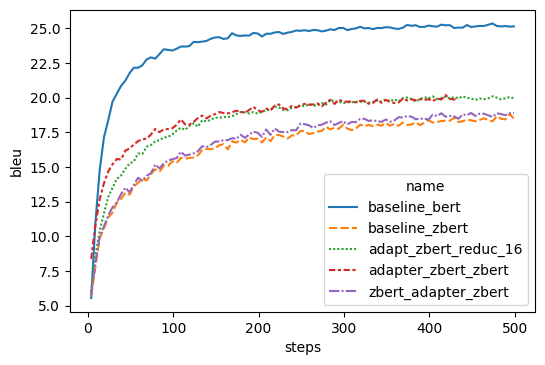 25.0
22.5
20.0
17.5
15.0
12.5
10.0
7.5
5.0
bleu
name
baseline_bert
baseline_zbert
adapt_zbert_reduc_16
adapter_zbert_zbert
zbert_adapter_zbert
0 100 200 300 400 500
steps